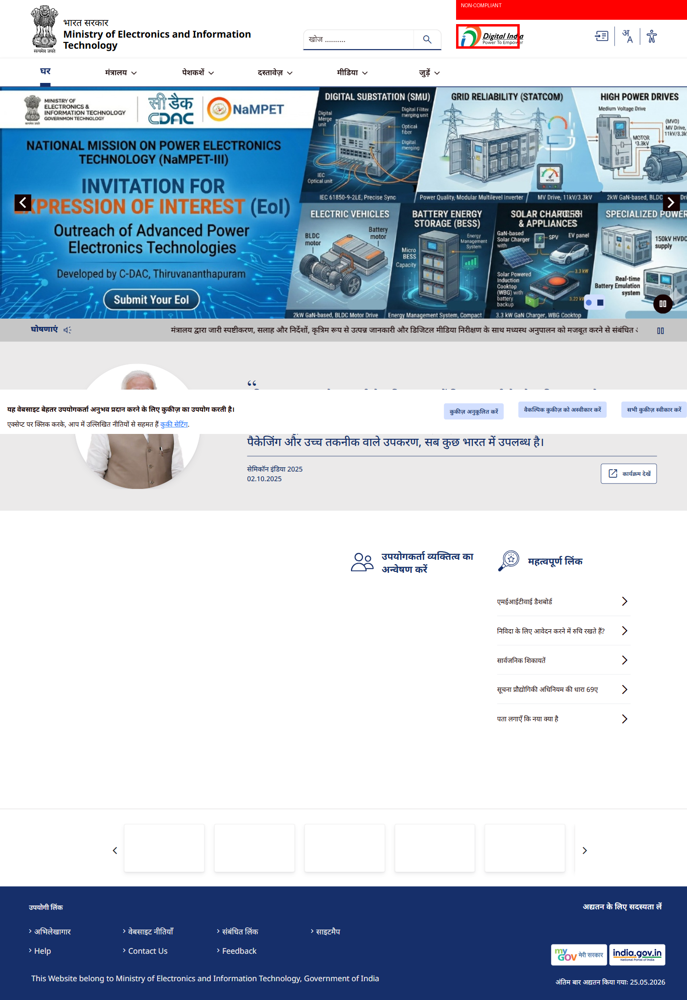 NON-COMPLIANT
भारत सरकार
Ministry of Electronics and Information
Technology
सत्यमेव जयते
खोज ..........
Digital India
Power To Empower
अ A
घर
मंत्रालय
पेशकशें
दस्तावेज़
मीडिया
जुड़ें
MINISTRY OF
ELECTRONICS &
INFORMATION TECHNOLOGY
GOVERNMON TECHNOLOGY
सी डैक
CDAC
NaMPET
NATIONAL MISSION ON POWER ELECTRONICS
TECHNOLOGY (NaMPET-III)
INVITATION FOR
XPRESSION OF INTEREST (EoI)
Outreach of Advanced Power
Electronics Technologies
Developed by C-DAC, Thiruvananthapuram
Submit Your EoI
DIGITAL SUBSTATION (SMU)
Digital
Merge
unit
Digital Fillter
merging unit
Optical
fiber
Digital
merging
IEC
Optical unit
IEC 61850-9-2LE, Precise Sync
GRID RELIABILITY (STATCOM)
Power Quality, Modular Multilevel inverter
MV Drive, 11kV/3.3kV
HIGH POWER DRIVES
Medium Voltage Drive
(MVO)
MV Drive,
11kV/3.3k
MOTOR
'3.3kV
2kW GaN-based, BLDC
ELECTRIC VEHICLES
BLDC
motor
Battery
motor
2kW GaN-based, BLDC Motor Drive
BATTERY ENERGY
STORAGE (BESS)
Energy
Management
System
Micro
BESS
Capacity
Energy Management System, Compact
SOLAR
& APPLIANCES
GaN-based
Solar Charger
with
SPV
EV panel
Solar Powered
Induction
Cooktop
(WBG) with
battery
backup
3.3 kW
3.22 kW
3.3 kW GaN Charger, WBG Cooktop
SPECIALIZED POWER
150kV HVDC
supply
Real-time
Battery Emulation
system
घोषणाएं
मंत्रालय द्वारा जारी स्पष्टीकरण, सलाह और निर्देशों, कृत्रिम रूप से उत्पन्न जानकारी और डिजिटल मीडिया निरीक्षण के साथ मध्यस्थ अनुपालन को मजबूत करने से संबंधित
“
यह वेबसाइट बेहतर उपयोगकर्ता अनुभव प्रदान करने के लिए कुकीज़ का उपयोग करती है।
एक्सेप्ट पर क्लिक करके, आप में उल्लिखित नीतियों से सहमत हैं कुकी सेटिंग.
कुकीज़ अनुकूलित करें
वैकल्पिक कुकीज़ को अस्वीकार करें
सभी कुकीज़ स्वीकार करें
पैकेजिंग और उच्च तकनीक वाले उपकरण, सब कुछ भारत में उपलब्ध है।
सेमिकॉन इंडिया 2025
02.10.2025
कार्यक्रम देखें
उपयोगकर्ता व्यक्तित्व का
अन्वेषण करें
महत्वपूर्ण लिंक
एमईआईटीवाई डैशबोर्ड
निविदा के लिए आवेदन करने में रुचि रखते हैं?
सार्वजनिक शिकायतें
सूचना प्रौद्योगिकी अधिनियम की धारा 69ए
पता लगाएँ कि नया क्या है
उपयोगी लिंक
अद्यतन के लिए सदस्यता लें
अभिलेखागार
वेबसाइट नीतियाँ
संबंधित लिंक
साइटमैप
Help
Contact Us
Feedback
my GOV मेरी सरकार
india.gov.in
National Portal of India
This Website belong to Ministry of Electronics and Information Technology, Government of India
अंतिम बार अद्यतन किया गया: 25.05.2026